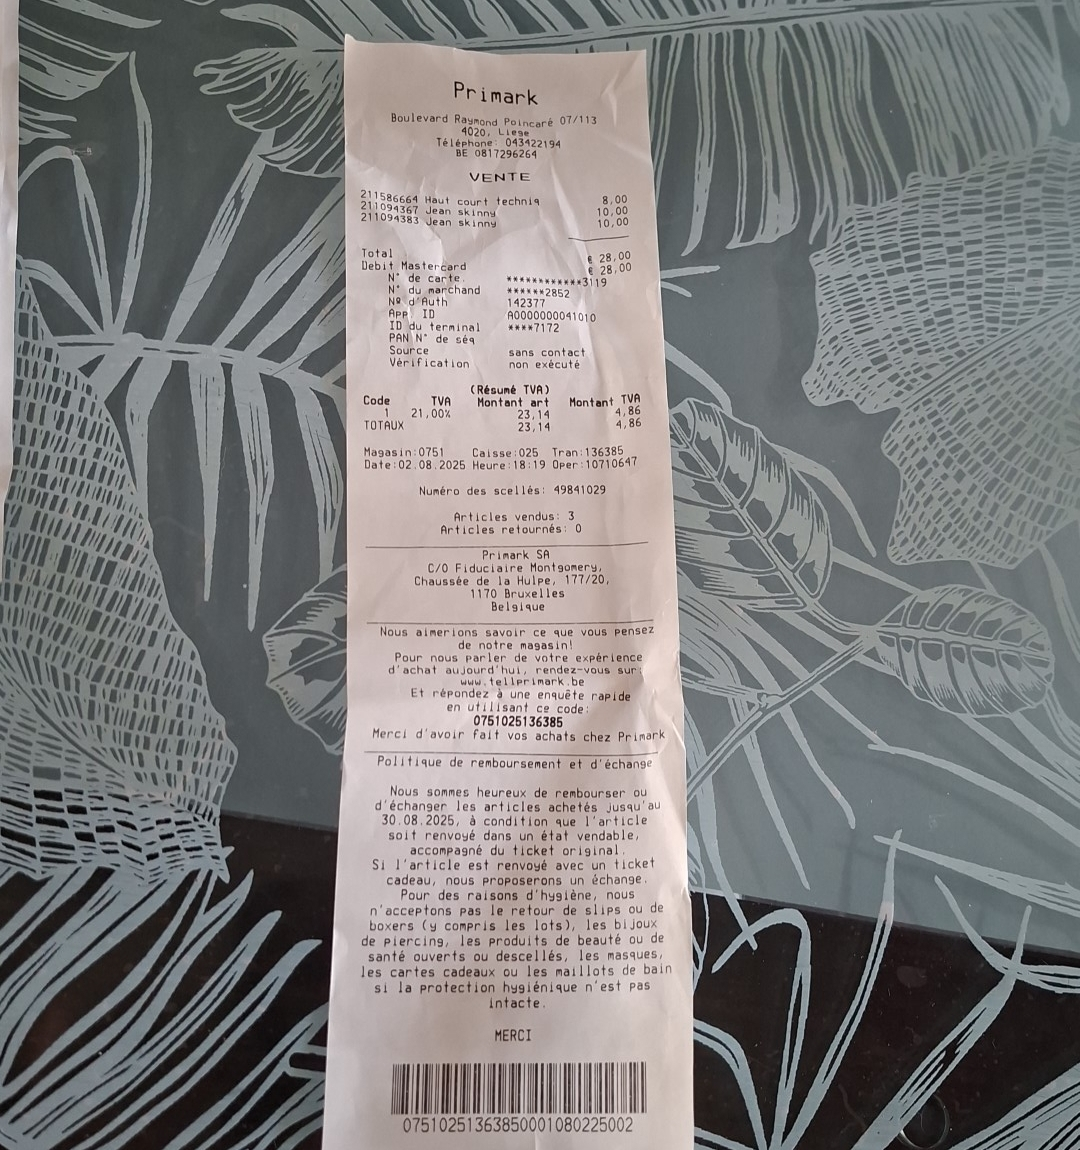 Primark
Boulevard Raymond Poincaré 07/113
4020, Liege
Téléphone: 043422194
BE 0817296264
VENTE
211586664 Haut court techniq 8,00
211094367 Jean skinny 10,00
211094383 Jean skinny 10,00
Total € 28,00
Debit Mastercard € 28,00
N° de carte ************3119
N° du marchand ******2852
Nº d'Auth 142377
App ID A0000000041010
ID du terminal ****7172
PAN N° de séq
Source sans contact
Vérification non exécuté
(Résumé TVA)
Code TVA Montant art Montant TVA
1 21,00% 23,14 4,86
TOTAUX 23,14 4,86
Magasin:0751 Caisse:025 Tran:136385
Date:02.08.2025 Heure:18:19 Oper:10710647
Numéro des scellés: 49841029
Articles vendus: 3
Articles retournés: 0
Primark SA
C/O Fiduciaire Montgomery,
Chaussée de la Hulpe, 177/20,
1170 Bruxelles
Belgique
Nous aimerions savoir ce que vous pensez
de notre magasin!
Pour nous parler de votre expérience
d'achat aujourd'hui, rendez-vous sur:
www.tellprimark.be
Et répondez à une enquête rapide
en utilisant ce code:
0751025136385
Merci d'avoir fait vos achats chez Primark
Politique de remboursement et d'échange
Nous sommes heureux de rembourser ou
d'échanger les articles achetés jusqu'au
30.08.2025, à condition que l'article
soit renvoyé dans un état vendable,
accompagné du ticket original.
Si l'article est renvoyé avec un ticket
cadeau, nous proposerons un échange.
Pour des raisons d'hygiène, nous
n'acceptons pas le retour de slips ou de
boxers (y compris les lots), les bijoux
de piercing, les produits de beauté ou de
santé ouverts ou descellés, les masques,
les cartes cadeaux ou les maillots de bain
si la protection hygiénique n'est pas
intacte.
MERCI
07510251363850001080225002